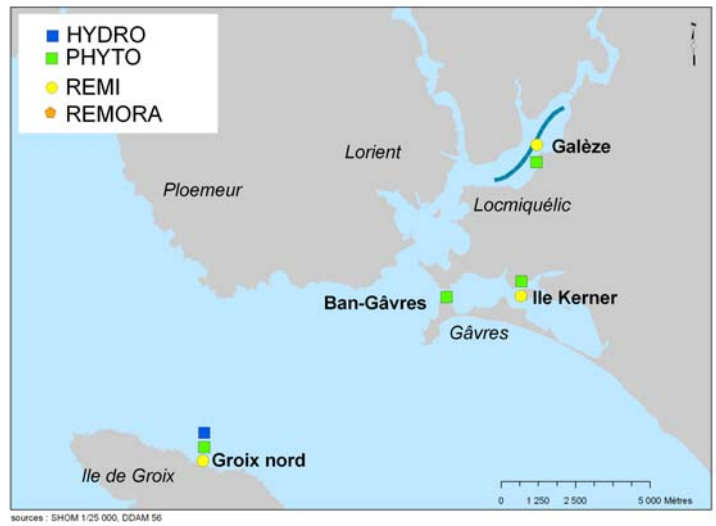 HYDRO
PHYTO
REMI
REMORA
Lorient
Galèze
Ploemeur
Locmiquélic
Ban-Gâvres
Ile Kerner
Gâvres
Groix nord
Ile de Groix
0 1 250 2 500 5 000 Mètres
sources : SHOM 1/25 000, DDAM 56